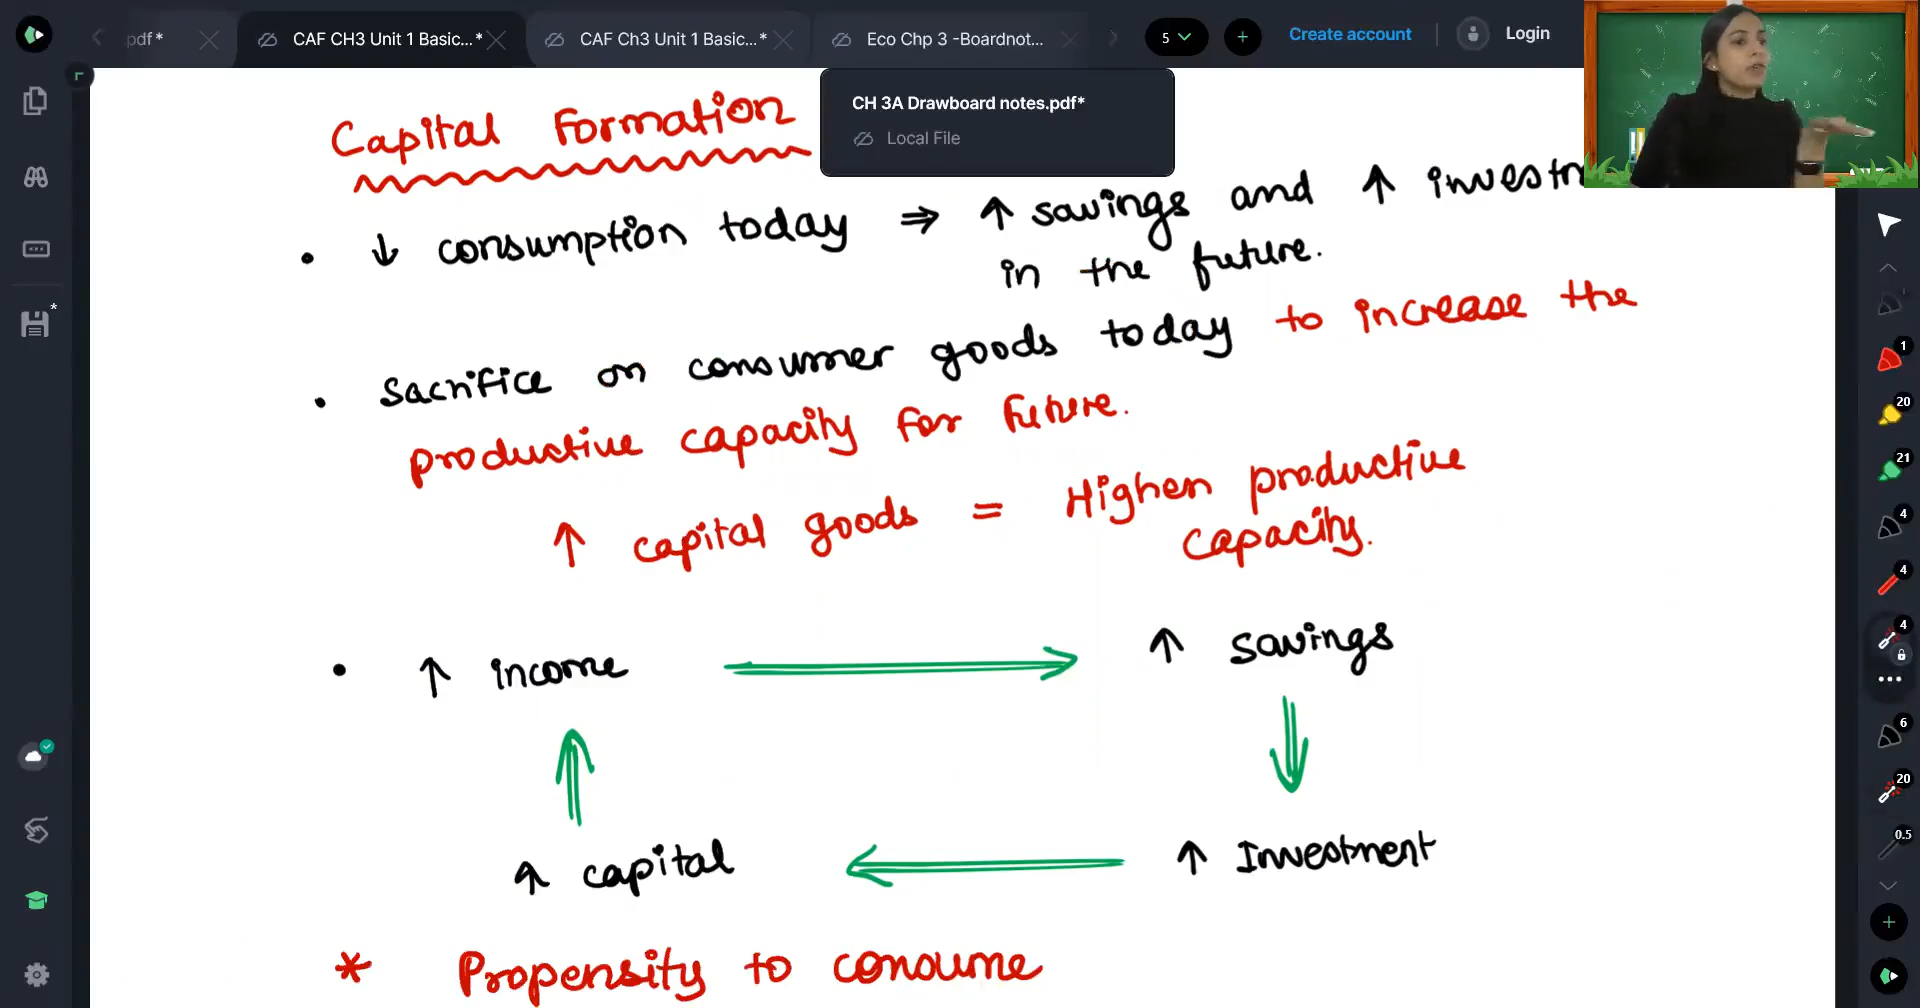 pdf *
CAF CH3 Unit 1 Basic...*
CAF Ch3 Unit 1 Basic...*
Eco Chp 3 -Boardnot...
5
Create account
Login
CH 3A Drawboard notes.pdf*
Local File
Capital Formation
• ↓ consumption today ⇒ ↑ savings and ↑ investm
in the future.
• Sacrifice on consumer goods today to increase the
productive capacity for future.
↑ capital goods = Higher productive
capacity.
• ↑ income → ↑ savings
↑ capital ← ↑ Investment
* Propensity to consume
1
20
21
4
4
4
6
20
0.5